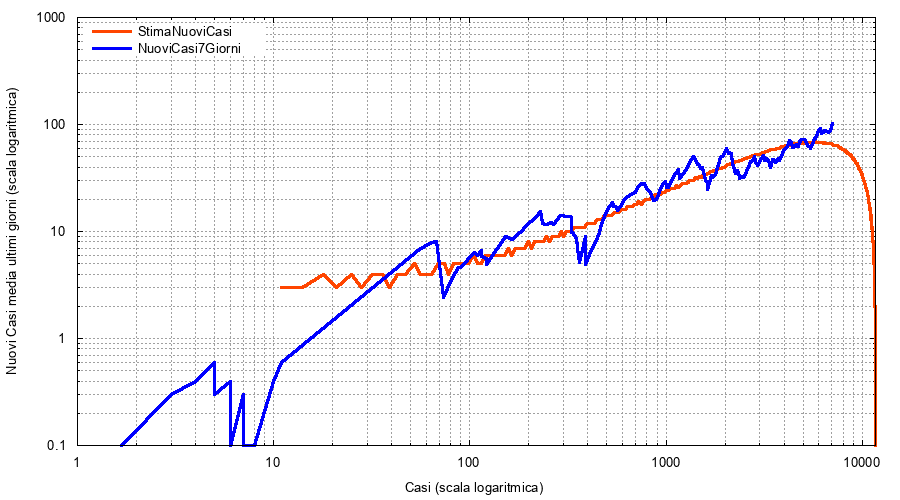 1000
StimaNuoviCasi
NuoviCasi7Giorni
100
10
1
0.1
1 10 100 1000 10000
Nuovi Casi media ultimi giorni (scala logaritmica)
Casi (scala logaritmica)